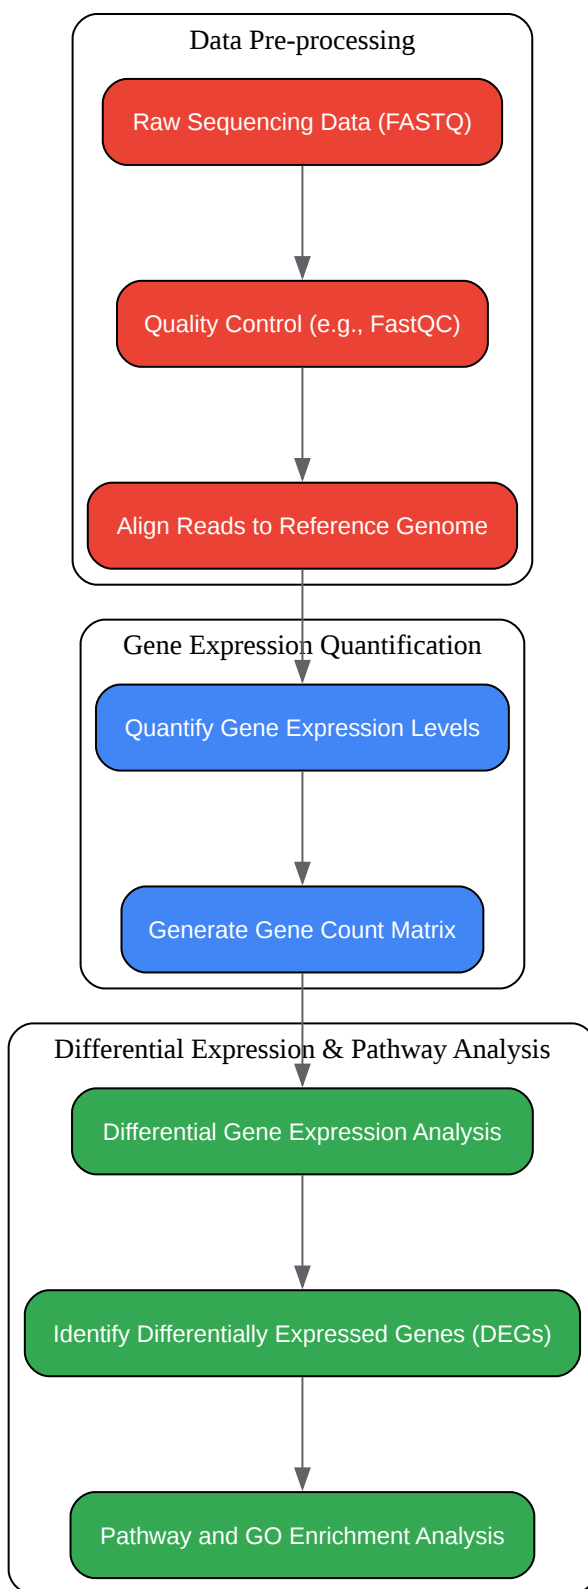 Data Pre-processing
Raw Sequencing Data (FASTQ)
Quality Control (e.g., FastQC)
Align Reads to Reference Genome
Gene Expression Quantification
Quantify Gene Expression Levels
Generate Gene Count Matrix
Differential Expression & Pathway Analysis
Differential Gene Expression Analysis
Identify Differentially Expressed Genes (DEGs)
Pathway and GO Enrichment Analysis